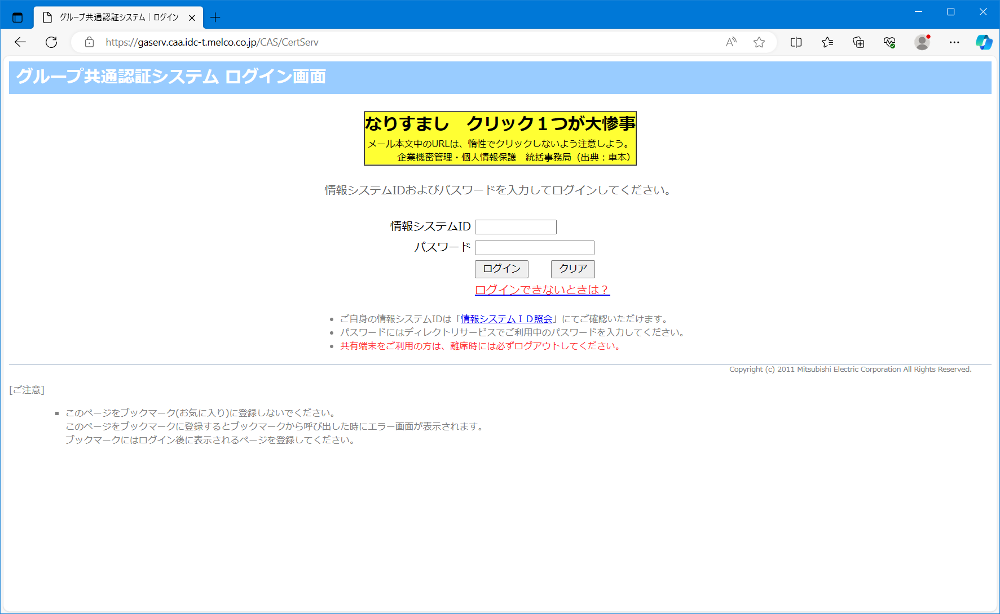 グループ共通認証システム｜ログイン
https://gaserv.caa.idc-t.melco.co.jp/CAS/CertServ
グループ共通認証システム ログイン画面
なりすまし　クリック１つが大惨事
メール本文中のURLは、惰性でクリックしないよう注意しよう。
企業機密管理・個人情報保護　統括事務局（出典：車本）
情報システムIDおよびパスワードを入力してログインしてください。
情報システムID
パスワード
ログイン クリア
ログインできないときは？
ご自身の情報システムIDは「情報システムＩＤ照会」にてご確認いただけます。
パスワードにはディレクトリサービスでご利用中のパスワードを入力してください。
共有端末をご利用の方は、離席時には必ずログアウトしてください。
Copyright (c) 2011 Mitsubishi Electric Corporation All Rights Reserved.
[ご注意]
このページをブックマーク(お気に入り)に登録しないでください。
このページをブックマークに登録するとブックマークから呼び出した時にエラー画面が表示されます。
ブックマークにはログイン後に表示されるページを登録してください。